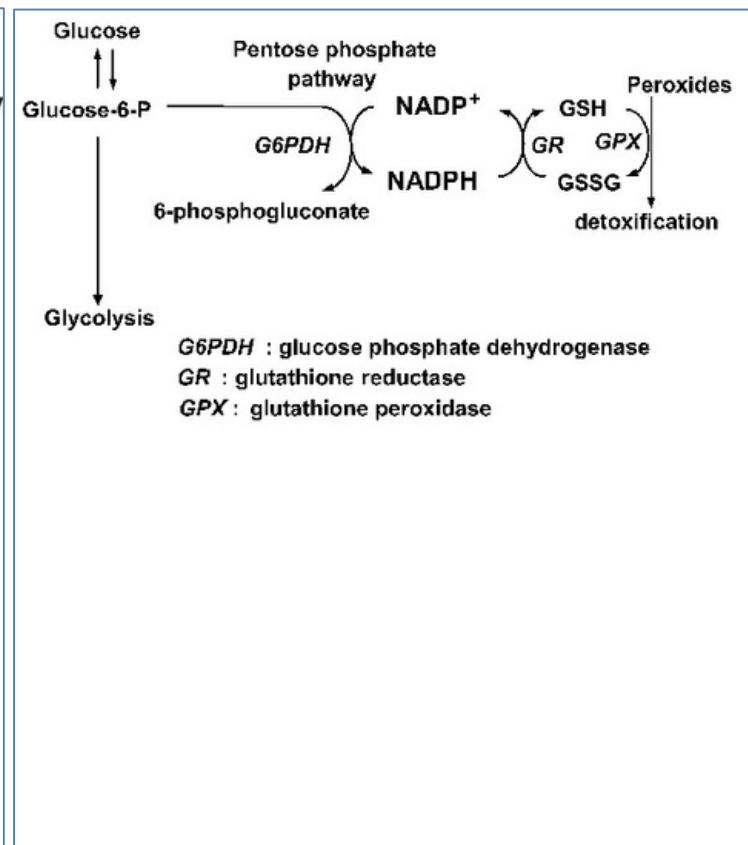 Glucose
Pentose phosphate
pathway
Peroxides
Glucose-6-P
NADP+
GSH
G6PDH
GR
GPX
NADPH
GSSG
6-phosphogluconate
detoxification
Glycolysis
G6PDH : glucose phosphate dehydrogenase
GR : glutathione reductase
GPX : glutathione peroxidase